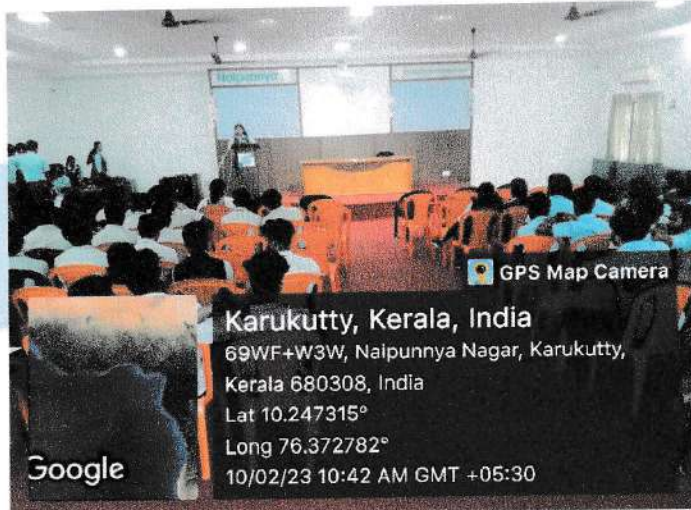 Naipunnya
GPS Map Camera
Karukutty, Kerala, India
69WF+W3W, Naipunnya Nagar, Karukutty,
Kerala 680308, India
Lat 10.247315°
Long 76.372782°
10/02/23 10:42 AM GMT +05:30
Google